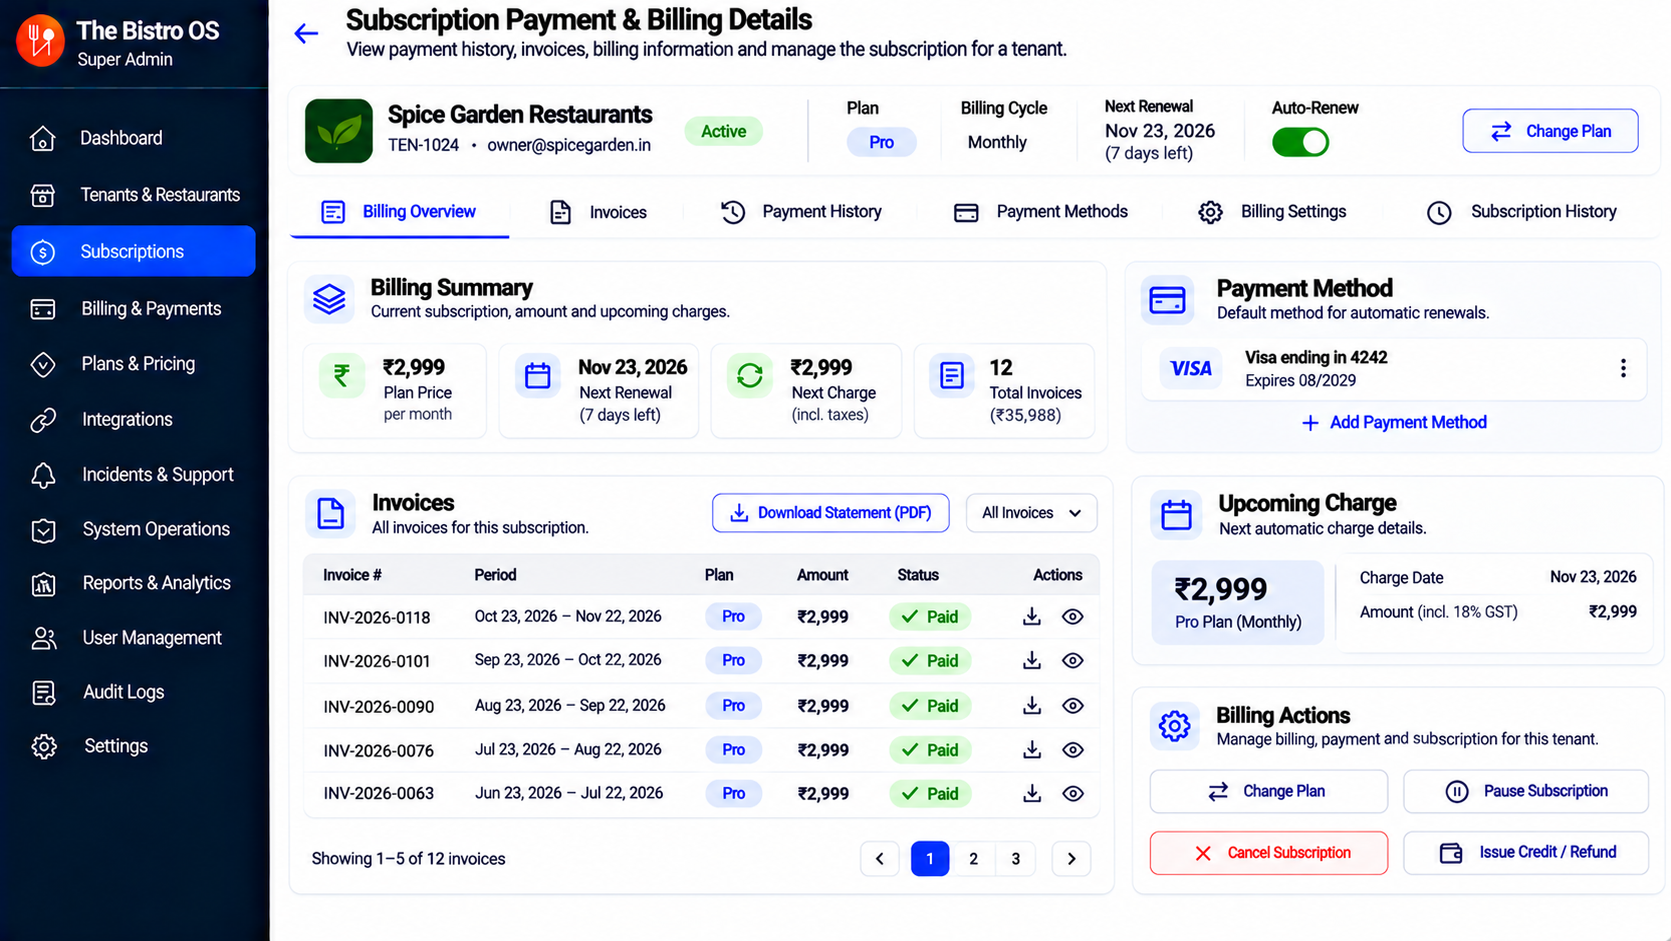 The Bistro OS
Super Admin
Dashboard
Tenants & Restaurants
Subscriptions
Billing & Payments
Plans & Pricing
Integrations
Incidents & Support
System Operations
Reports & Analytics
User Management
Audit Logs
Settings
Subscription Payment & Billing Details
View payment history, invoices, billing information and manage the subscription for a tenant.
Spice Garden Restaurants
TEN-1024 • owner@spicegarden.in
Active
Plan
Pro
Billing Cycle
Monthly
Next Renewal
Nov 23, 2026
(7 days left)
Auto-Renew
Change Plan
Billing Overview
Invoices
Payment History
Payment Methods
Billing Settings
Subscription History
Billing Summary
Current subscription, amount and upcoming charges.
₹
₹2,999
Plan Price
per month
Nov 23, 2026
Next Renewal
(7 days left)
₹2,999
Next Charge
(incl. taxes)
12
Total Invoices
(₹35,988)
Payment Method
Default method for automatic renewals.
VISA
Visa ending in 4242
Expires 08/2029
+ Add Payment Method
Invoices
All invoices for this subscription.
Download Statement (PDF)
All Invoices
Invoice # Period Plan Amount Status Actions
INV-2026-0118 Oct 23, 2026 – Nov 22, 2026 Pro ₹2,999 Paid
INV-2026-0101 Sep 23, 2026 – Oct 22, 2026 Pro ₹2,999 Paid
INV-2026-0090 Aug 23, 2026 – Sep 22, 2026 Pro ₹2,999 Paid
INV-2026-0076 Jul 23, 2026 – Aug 22, 2026 Pro ₹2,999 Paid
INV-2026-0063 Jun 23, 2026 – Jul 22, 2026 Pro ₹2,999 Paid
Showing 1–5 of 12 invoices
1 2 3
Upcoming Charge
Next automatic charge details.
₹2,999
Pro Plan (Monthly)
Charge Date Nov 23, 2026
Amount (incl. 18% GST) ₹2,999
Billing Actions
Manage billing, payment and subscription for this tenant.
Change Plan
Pause Subscription
Cancel Subscription
Issue Credit / Refund